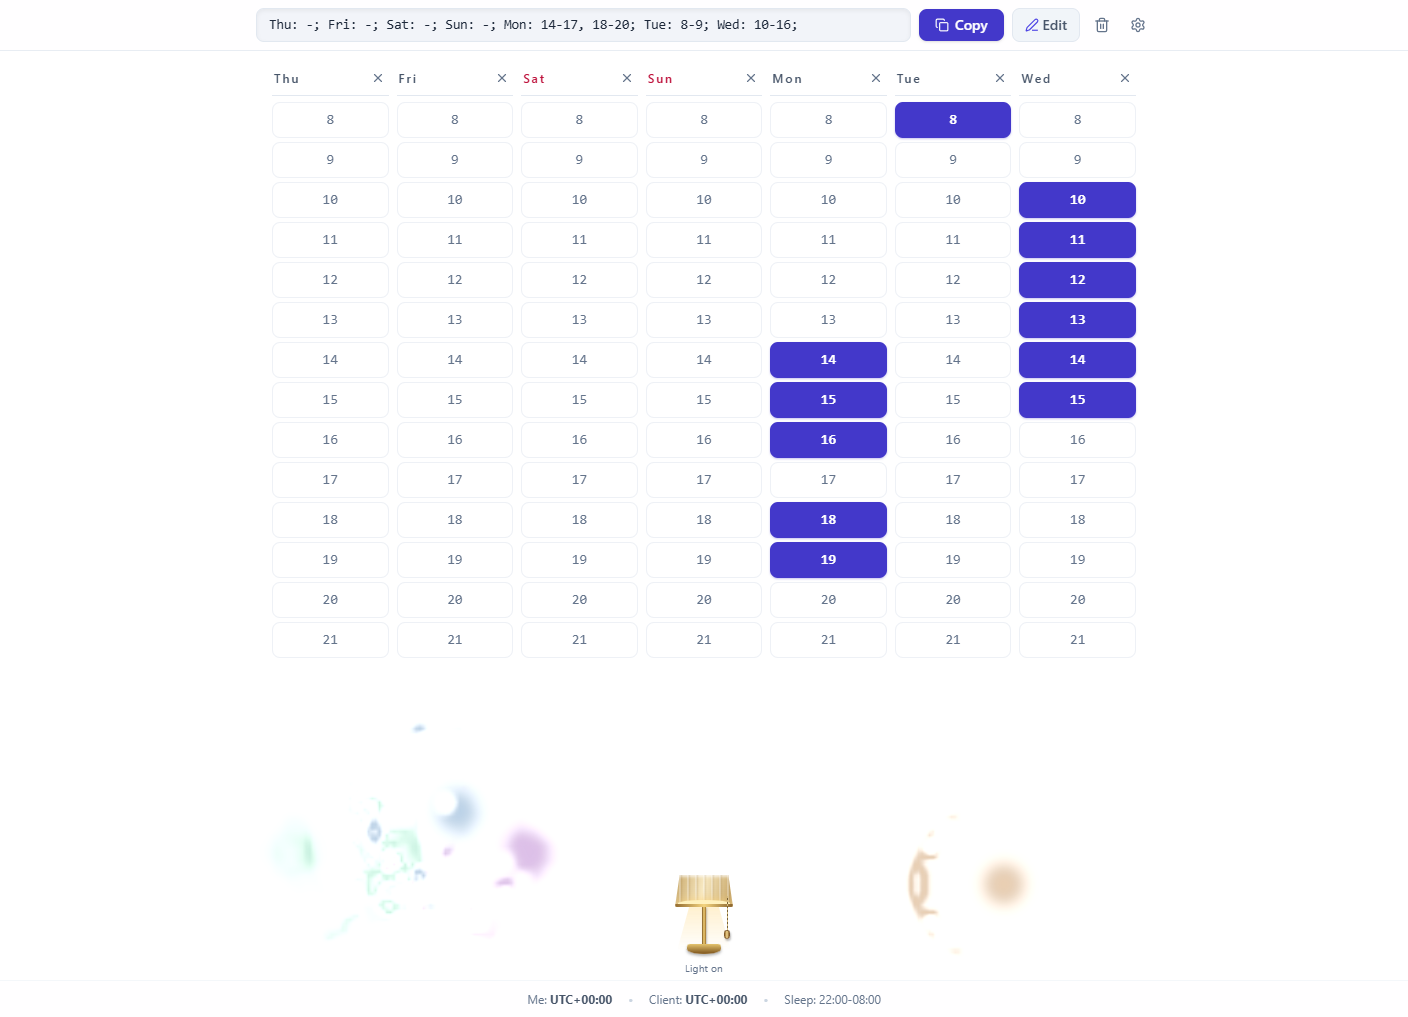 Thu: -; Fri: -; Sat: -; Sun: -; Mon: 14-17, 18-20; Tue: 8-9; Wed: 10-16; Copy Edit
Thu Fri Sat Sun Mon Tue Wed
8 8 8 8 8 8 8
9 9 9 9 9 9 9
10 10 10 10 10 10 10
11 11 11 11 11 11 11
12 12 12 12 12 12 12
13 13 13 13 13 13 13
14 14 14 14 14 14 14
15 15 15 15 15 15 15
16 16 16 16 16 16 16
17 17 17 17 17 17 17
18 18 18 18 18 18 18
19 19 19 19 19 19 19
20 20 20 20 20 20 20
21 21 21 21 21 21 21
Light on
Me: UTC+00:00 • Client: UTC+00:00 • Sleep: 22:00-08:00